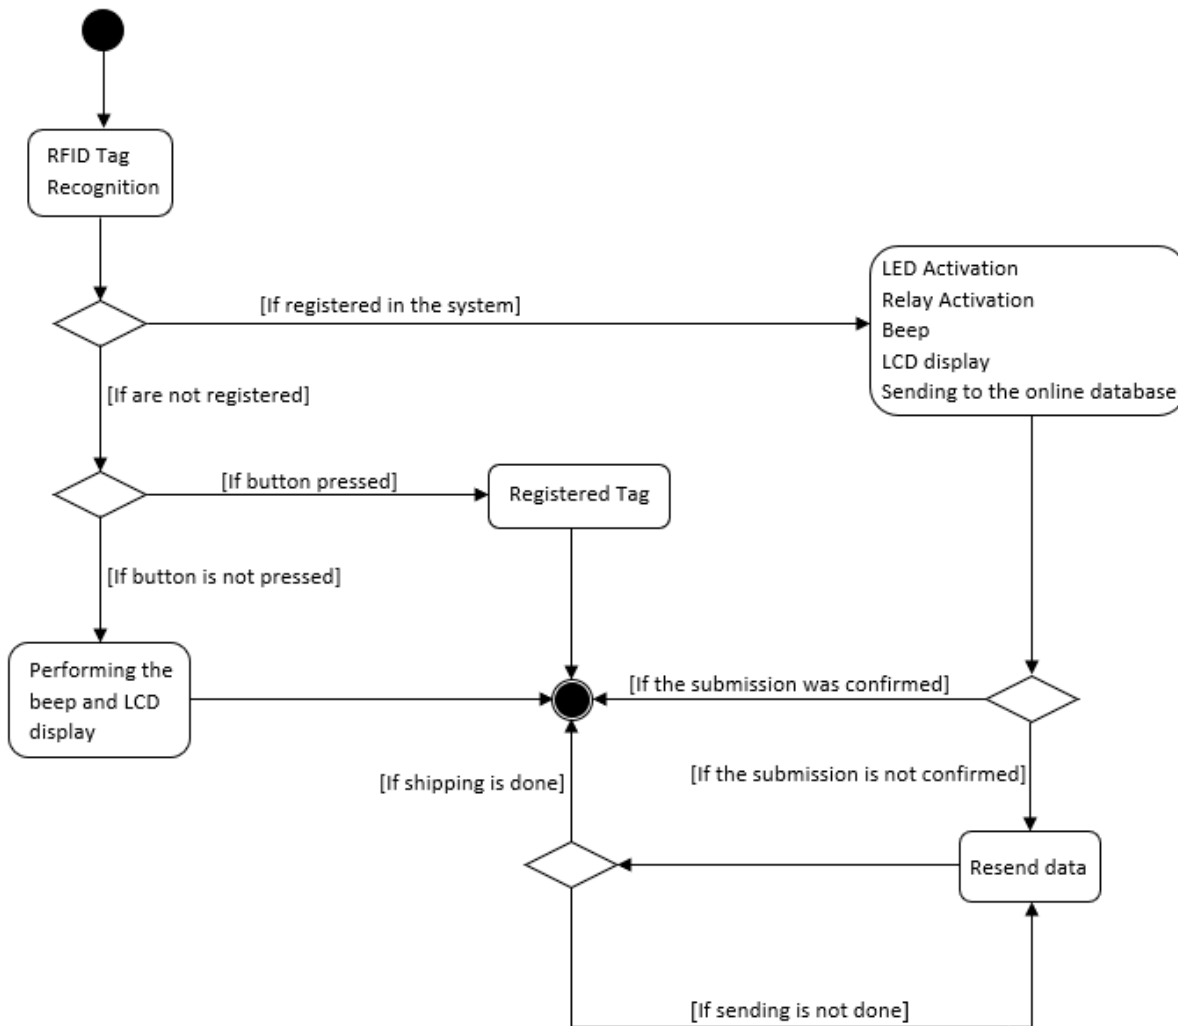 RFID Tag
Recognition
[If registered in the system]
LED Activation
Relay Activation
Beep
LCD display
Sending to the online database
[If are not registered]
[If button pressed]
Registered Tag
[If button is not pressed]
Performing the
beep and LCD
display
[If the submission was confirmed]
[If shipping is done]
[If the submission is not confirmed]
Resend data
[If sending is not done]